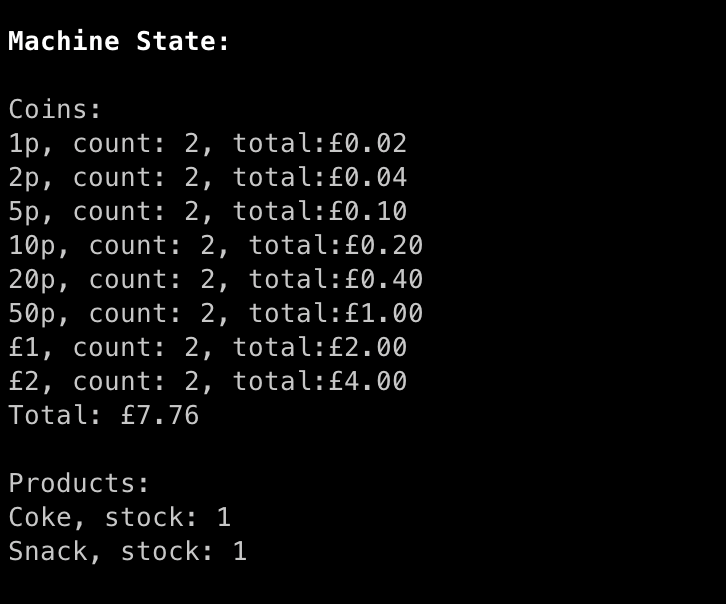 Machine State:
Coins:
1p, count: 2, total:£0.02
2p, count: 2, total:£0.04
5p, count: 2, total:£0.10
10p, count: 2, total:£0.20
20p, count: 2, total:£0.40
50p, count: 2, total:£1.00
£1, count: 2, total:£2.00
£2, count: 2, total:£4.00
Total: £7.76
Products:
Coke, stock: 1
Snack, stock: 1